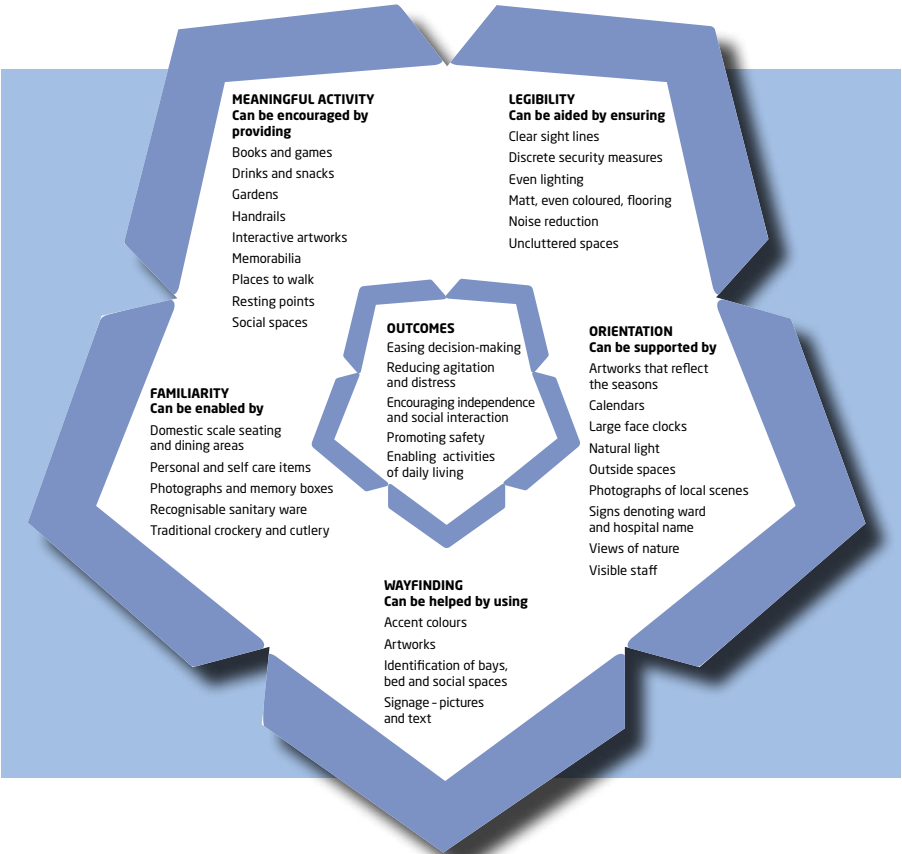 MEANINGFUL ACTIVITY
Can be encouraged by
providing
Books and games
Drinks and snacks
Gardens
Handrails
Interactive artworks
Memorabilia
Places to walk
Resting points
Social spaces
LEGIBILITY
Can be aided by ensuring
Clear sight lines
Discrete security measures
Even lighting
Matt, even coloured, flooring
Noise reduction
Uncluttered spaces
OUTCOMES
Easing decision-making
Reducing agitation
and distress
Encouraging independence
and social interaction
Promoting safety
Enabling activities
of daily living
ORIENTATION
Can be supported by
Artworks that reflect
the seasons
Calendars
Large face clocks
Natural light
Outside spaces
Photographs of local scenes
Signs denoting ward
and hospital name
Views of nature
Visible staff
FAMILIARITY
Can be enabled by
Domestic scale seating
and dining areas
Personal and self care items
Photographs and memory boxes
Recognisable sanitary ware
Traditional crockery and cutlery
WAYFINDING
Can be helped by using
Accent colours
Artworks
Identification of bays,
bed and social spaces
Signage – pictures
and text